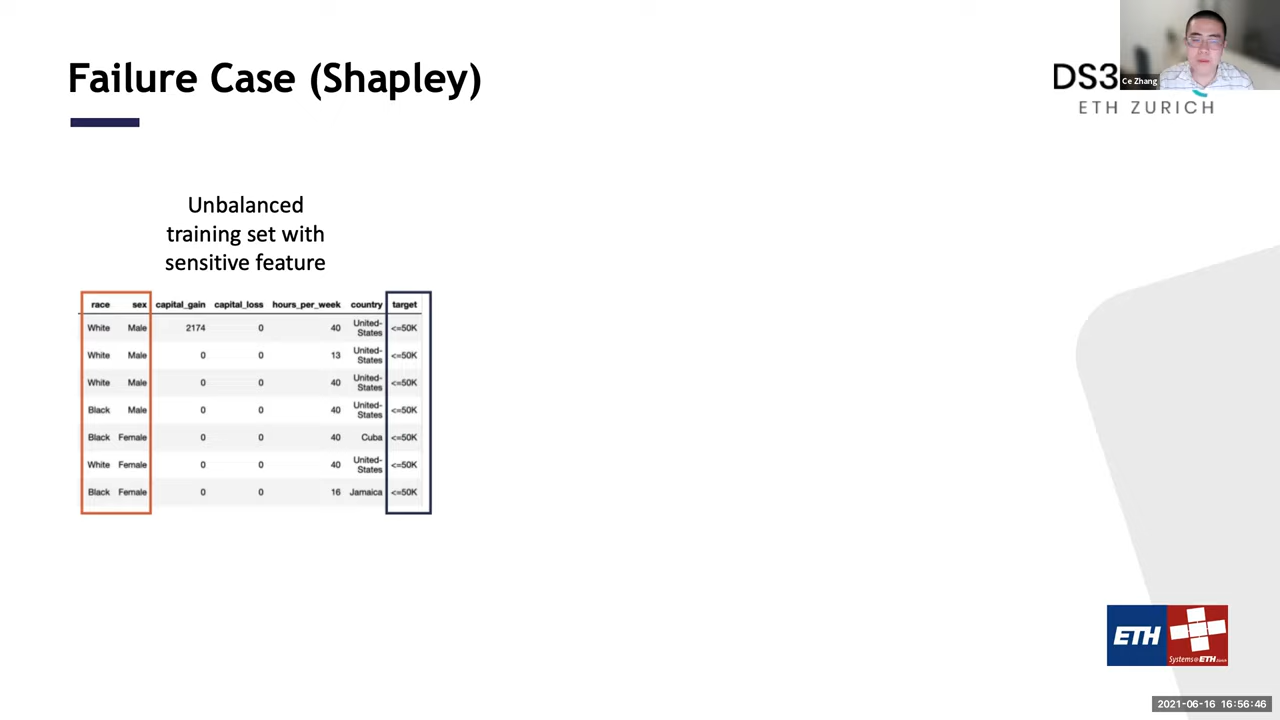 Failure Case (Shapley)
Ce Zhang
DS3
ETH ZURICH
Unbalanced
training set with
sensitive feature
race sex capital_gain capital_loss hours_per_week country target
White Male 2174 0 40 United-States <=50K
White Male 0 0 13 United-States <=50K
White Male 0 0 40 United-States <=50K
Black Male 0 0 40 United-States <=50K
Black Female 0 0 40 Cuba <=50K
White Female 0 0 40 United-States <=50K
Black Female 0 0 16 Jamaica <=50K
ETH
Systems@ETH Zurich
2021-06-16 16:56:46